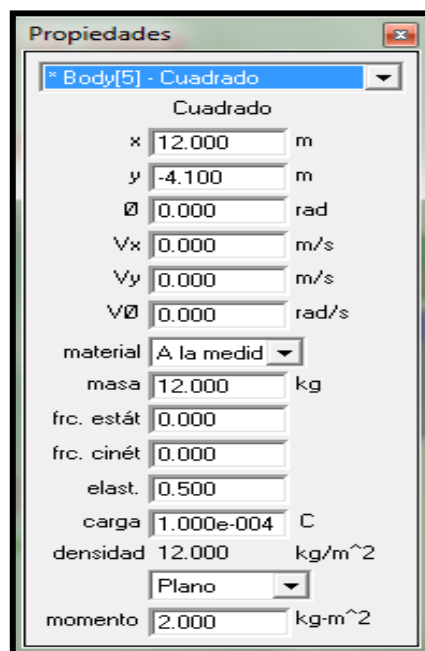 Propiedades
* Body[5] - Cuadrado
Cuadrado
x 12.000 m
y -4.100 m
Ø 0.000 rad
Vx 0.000 m/s
Vy 0.000 m/s
VØ 0.000 rad/s
material A la medid
masa 12.000 kg
frc. estát 0.000
frc. cinét 0.000
elast. 0.500
carga 1.000e-004 C
densidad 12.000 kg/m^2
Plano
momento 2.000 kg-m^2